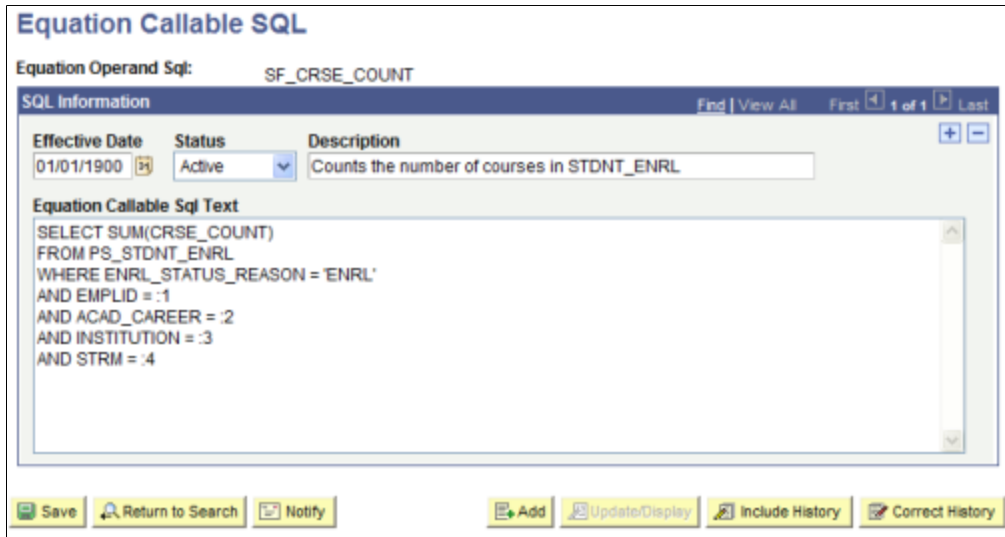 Equation Callable SQL
Equation Operand Sql: SF_CRSE_COUNT
SQL Information Find | View All First 1 of 1 Last
Effective Date Status Description
01/01/1900 Active Counts the number of courses in STDNT_ENRL
Equation Callable Sql Text
SELECT SUM(CRSE_COUNT)
FROM PS_STDNT_ENRL
WHERE ENRL_STATUS_REASON = 'ENRL'
AND EMPLID = :1
AND ACAD_CAREER = :2
AND INSTITUTION = :3
AND STRM = :4
Save Return to Search Notify Add Update/Display Include History Correct History